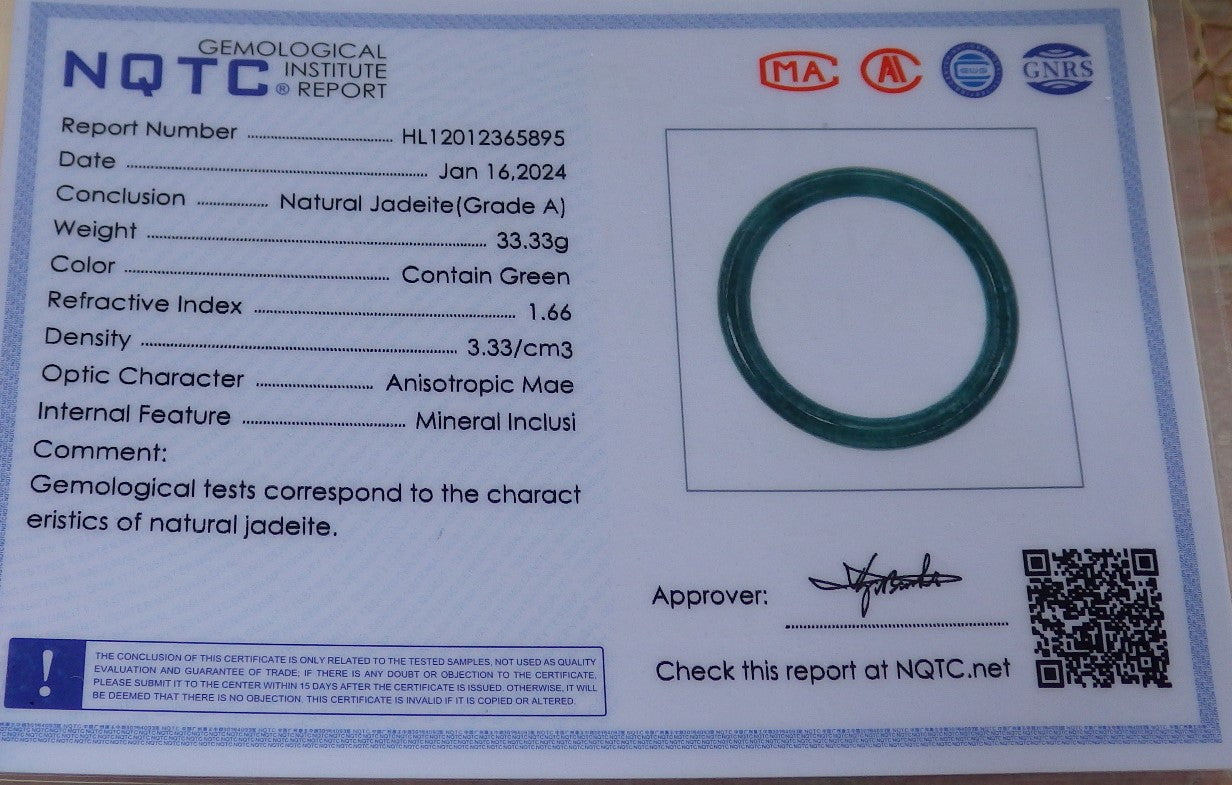 NQTC® GEMOLOGICAL INSTITUTE REPORT
MA
GNRS
Report Number HL12012365895
Date Jan 16,2024
Conclusion Natural Jadeite(Grade A)
Weight 33.33g
Color Contain Green
Refractive Index 1.66
Density 3.33/cm3
Optic Character Anisotropic Mae
Internal Feature Mineral Inclusi
Comment:
Gemological tests correspond to the charact
eristics of natural jadeite.
Approver:
Check this report at NQTC.net
!
THE CONCLUSION OF THIS CERTIFICATE IS ONLY RELATED TO THE TESTED SAMPLES, NOT USED AS QUALITY
EVALUATION AND GUARANTEE OF TRADE; IF THERE IS ANY DOUBT OR OBJECTION TO THE CERTIFICATE,
PLEASE SUBMIT IT TO THE CENTER WITHIN 15 DAYS AFTER THE CERTIFICATE IS ISSUED. OTHERWISE, IT WILL
BE DEEMED THAT THERE IS NO OBJECTION. THIS CERTIFICATE IS INVALID IF IT IS COPIED OR ALTERED.